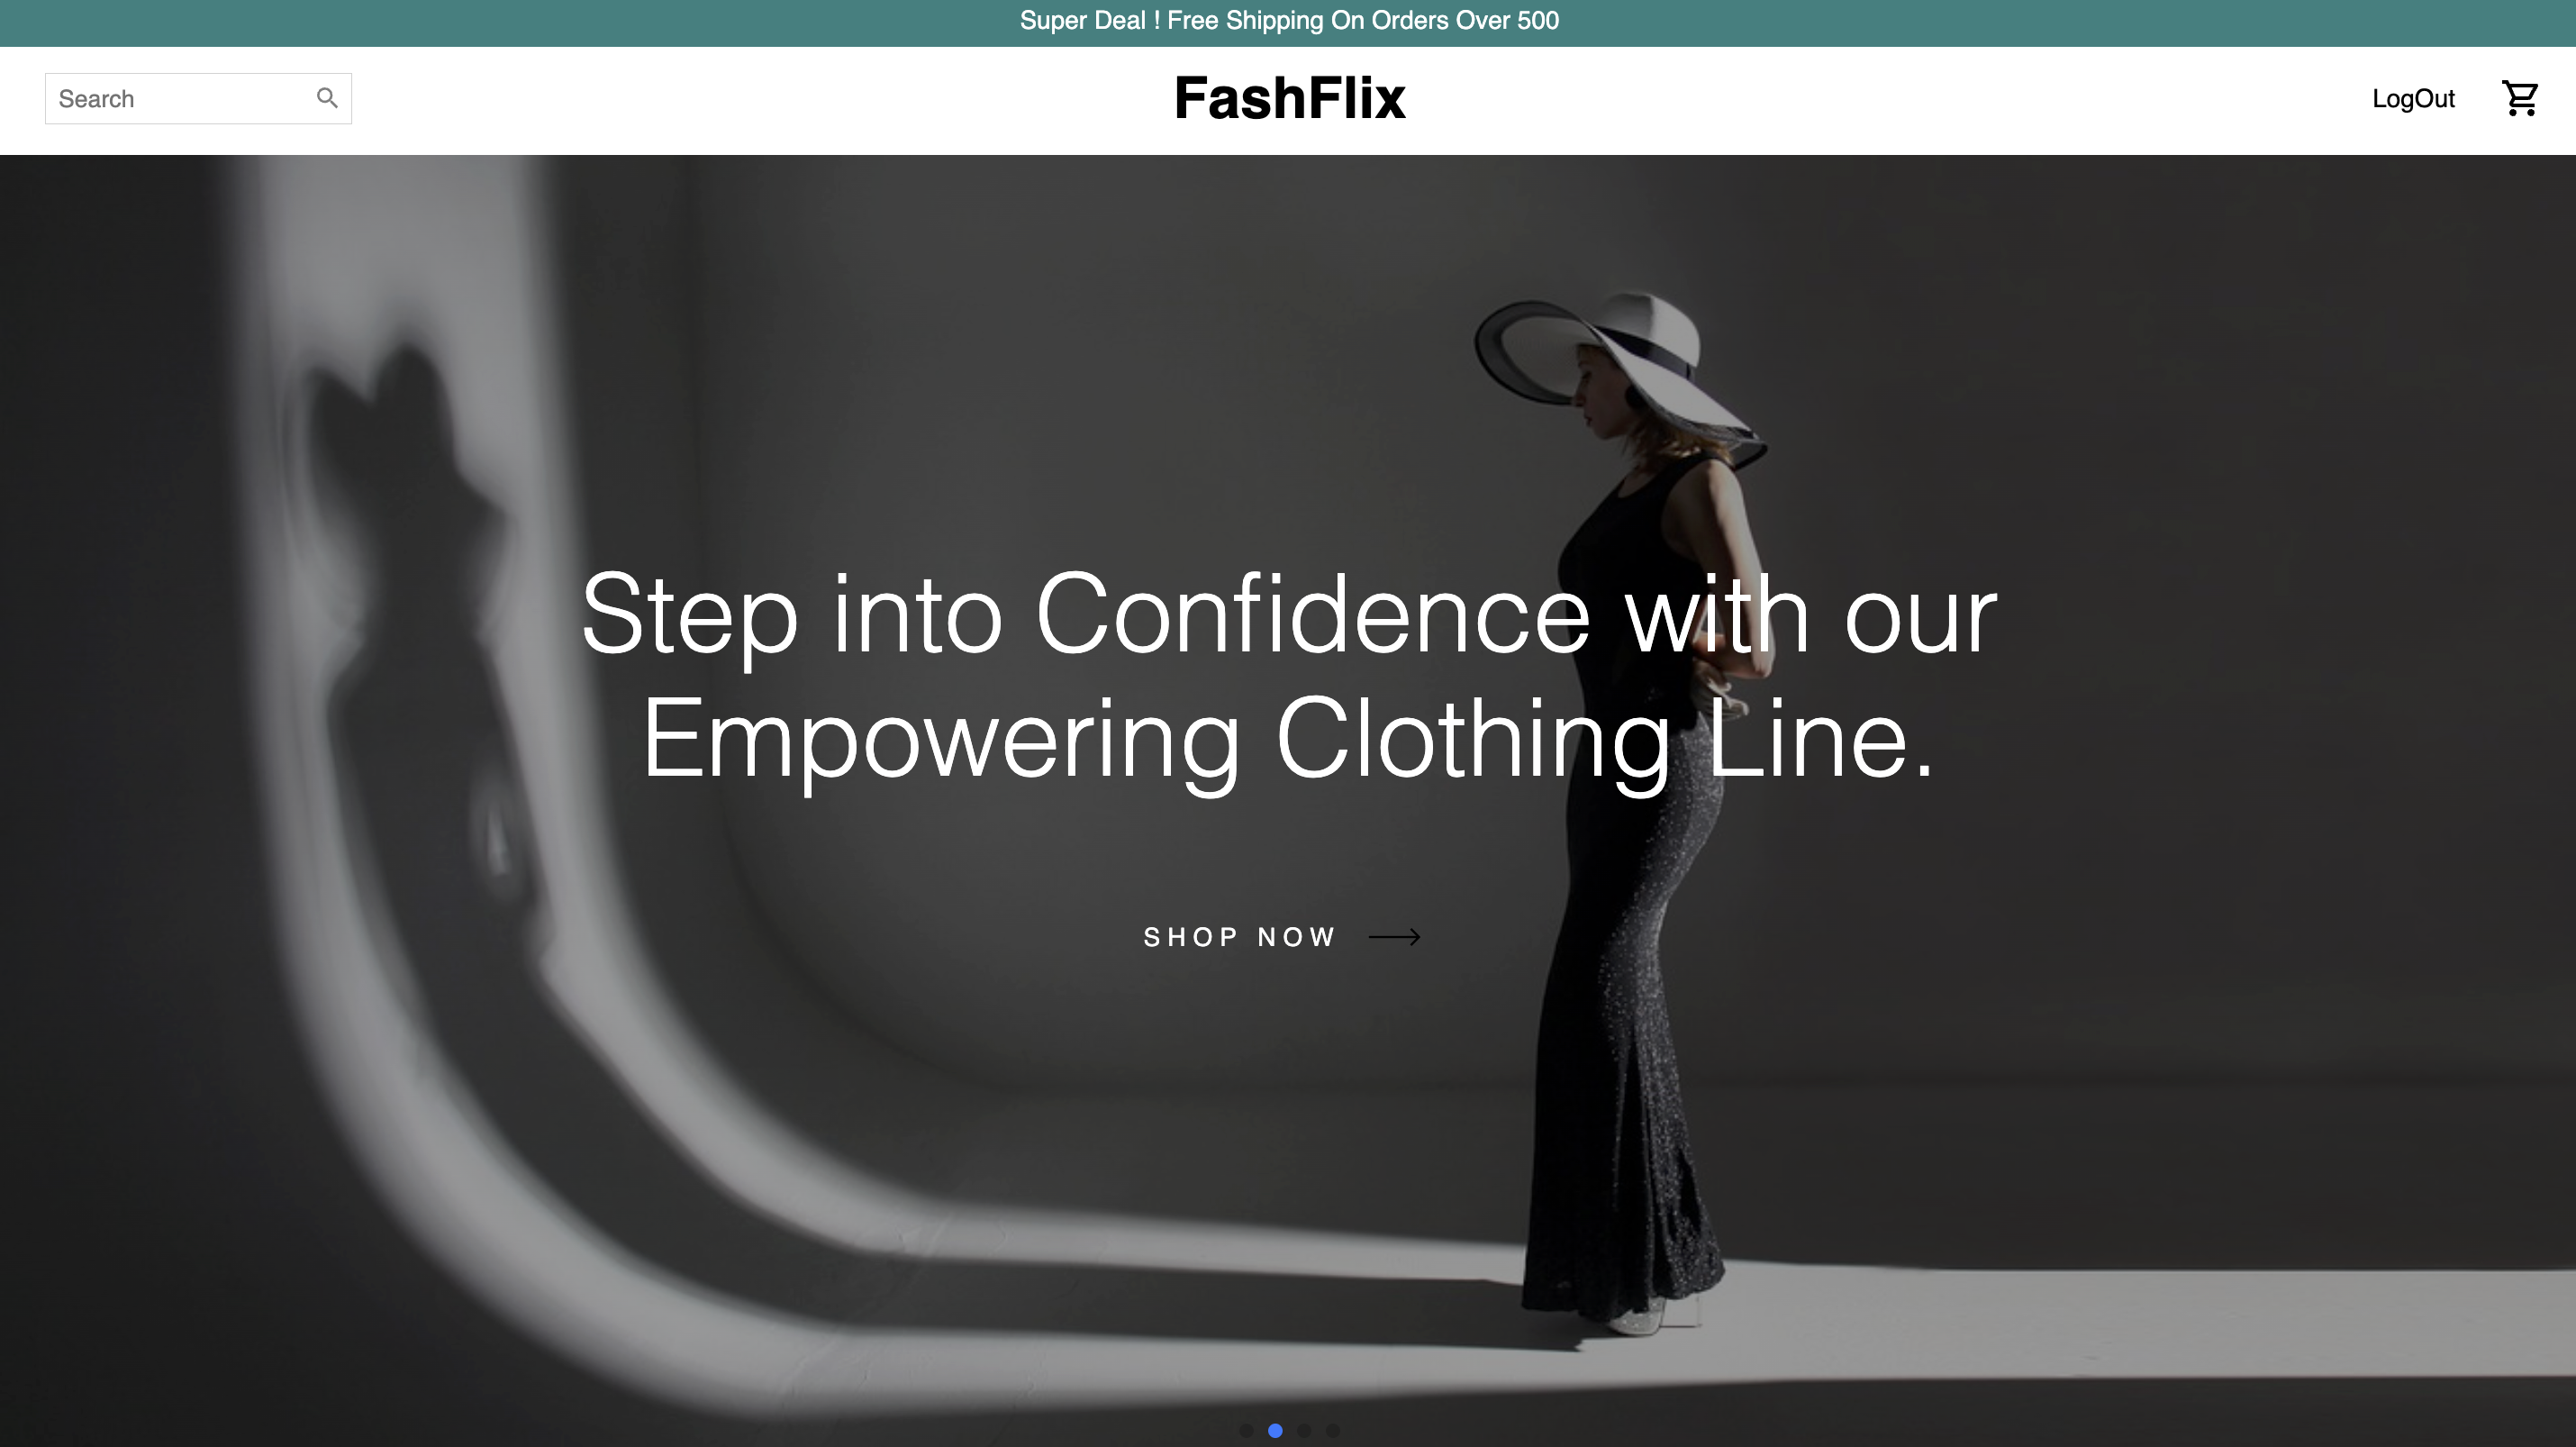 Super Deal ! Free Shipping On Orders Over 500
Search
FashFlix
LogOut
Step into Confidence with our
Empowering Clothing Line.
SHOP NOW